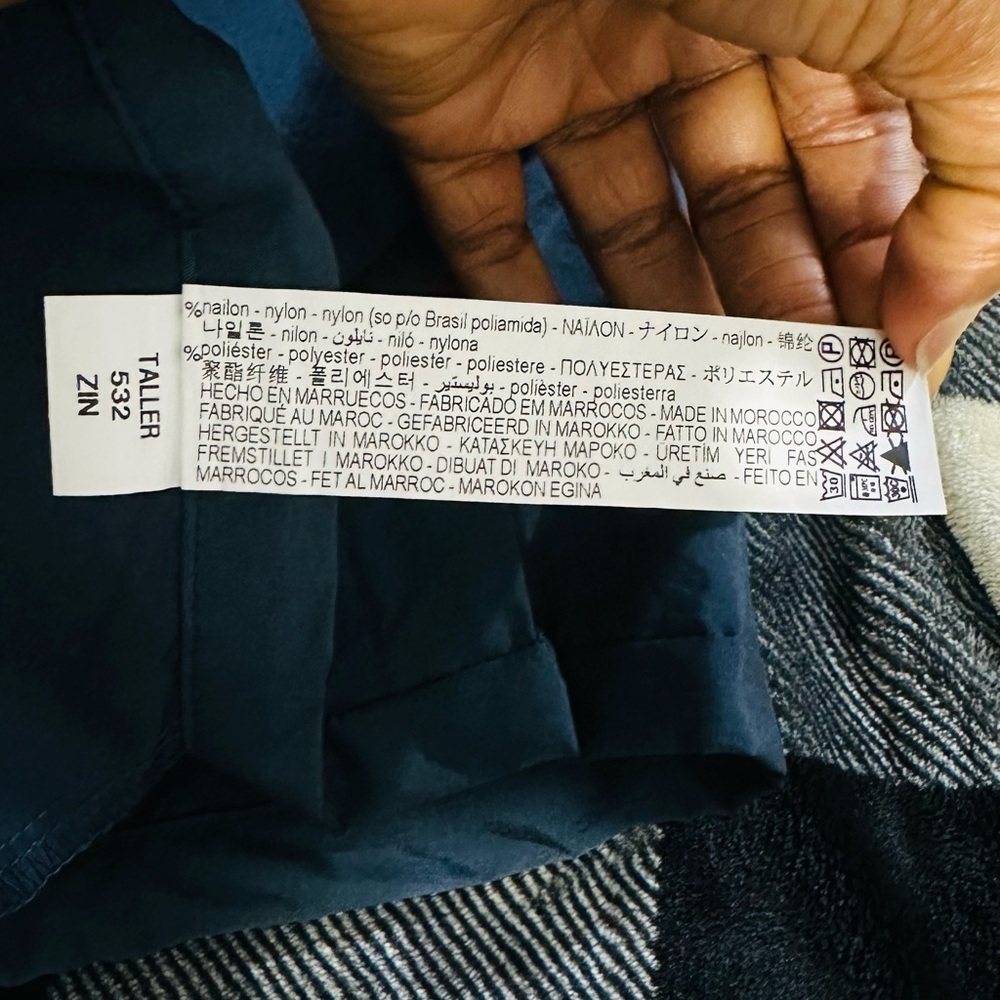 TALLER
532
ZIN
%nailon - nylon - nylon (so p/o Brasil poliamida) - ΝΑΪΛΟΝ - ナイロン - najlon - 锦纶
나일론 - nilon - نايلون - niló - nylona
%poliéster - polyester - poliester - poliestere - ΠΟΛΥΕΣΤΕΡΑΣ - ポリエステル
聚酯纤维 - 폴리에스터 - بوليستير - polièster - poliesterra
HECHO EN MARRUECOS - FABRICADO EM MARROCOS - MADE IN MOROCCO
FABRIQUÉ AU MAROC - GEFABRICEERD IN MAROKKO - FATTO IN MAROCCO
HERGESTELLT IN MAROKKO - ΚΑΤΑΣΚΕΥΗ ΜΑΡΟΚΟ - ÜRETİM YERİ FAS
FREMSTILLET I MAROKKO - DIBUAT DI MAROKO - صنع في المغرب - FEITO EN
MARROCOS - FET AL MARROC - MAROKON EGINA